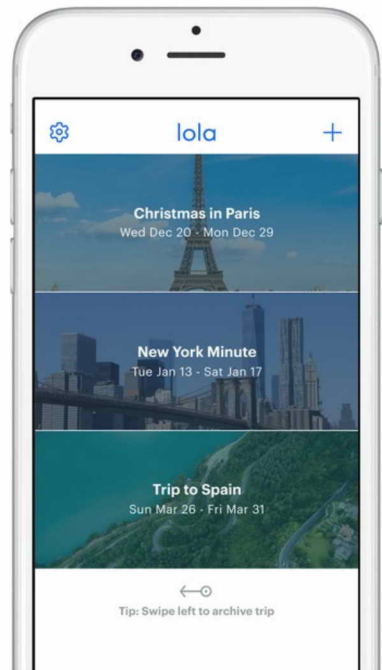 lola
Christmas in Paris
Wed Dec 20 - Mon Dec 29
New York Minute
Tue Jan 13 - Sat Jan 17
Trip to Spain
Sun Mar 26 - Fri Mar 31
Tip: Swipe left to archive trip